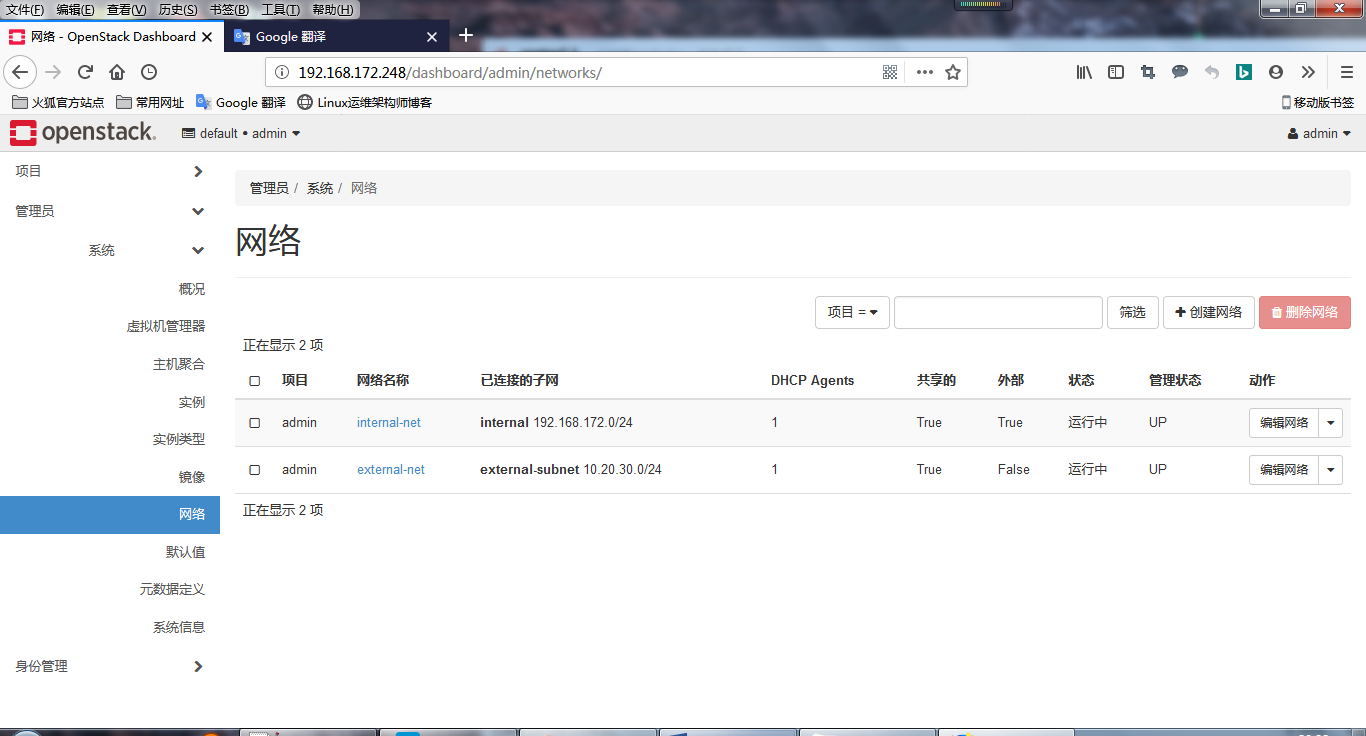 文件(F) 编辑(E) 查看(V) 历史(S) 书签(B) 工具(T) 帮助(H)
网络 - OpenStack Dashboard Google 翻译
192.168.172.248/dashboard/admin/networks/
火狐官方站点 常用网址 Google 翻译 Linux运维架构师博客 移动版书签
openstack. default • admin admin
项目
管理员
系统
概况
虚拟机管理器
主机聚合
实例
实例类型
镜像
网络
默认值
元数据定义
系统信息
身份管理
管理员 / 系统 / 网络
网络
项目 = 筛选 创建网络 删除网络
正在显示 2 项
项目 网络名称 已连接的子网 DHCP Agents 共享的 外部 状态 管理状态 动作
admin internal-net internal 192.168.172.0/24 1 True True 运行中 UP 编辑网络
admin external-net external-subnet 10.20.30.0/24 1 True False 运行中 UP 编辑网络
正在显示 2 项